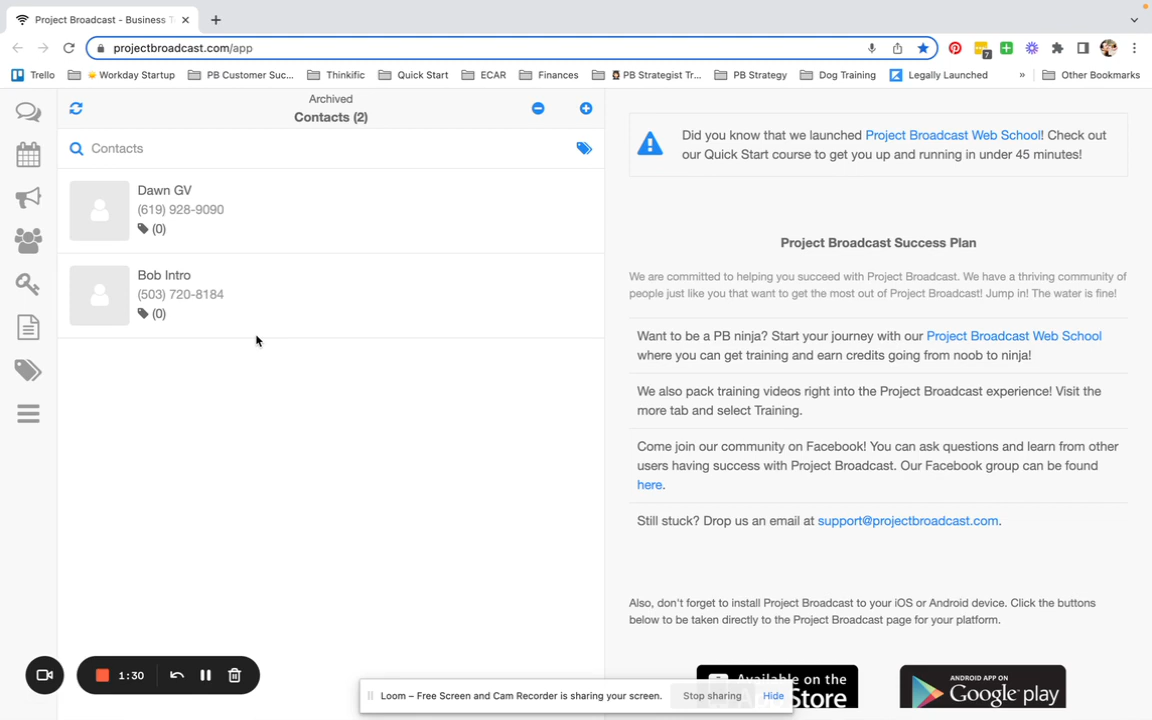 Project Broadcast - Business T
projectbroadcast.com/app
7
Trello
Workday Startup
PB Customer Suc...
Thinkific
Quick Start
ECAR
Finances
PB Strategist Tr...
PB Strategy
Dog Training
Legally Launched
»
Other Bookmarks
Archived
Contacts (2)
Contacts
Dawn GV
(619) 928-9090
(0)
Bob Intro
(503) 720-8184
(0)
Did you know that we launched Project Broadcast Web School! Check out
our Quick Start course to get you up and running in under 45 minutes!
Project Broadcast Success Plan
We are committed to helping you succeed with Project Broadcast. We have a thriving community of
people just like you that want to get the most out of Project Broadcast! Jump in! The water is fine!
Want to be a PB ninja? Start your journey with our Project Broadcast Web School
where you can get training and earn credits going from noob to ninja!
We also pack training videos right into the Project Broadcast experience! Visit the
more tab and select Training.
Come join our community on Facebook! You can ask questions and learn from other
users having success with Project Broadcast. Our Facebook group can be found
here.
Still stuck? Drop us an email at support@projectbroadcast.com.
Also, don't forget to install Project Broadcast to your iOS or Android device. Click the buttons
below to be taken directly to the Project Broadcast page for your platform.
Available on the
Store
ANDROID APP ON
Google play
1:30
Loom – Free Screen and Cam Recorder is sharing your screen.
Stop sharing
Hide